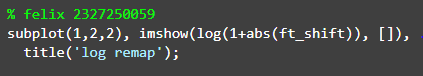 % felix 2327250059
subplot(1,2,2), imshow(log(1+abs(ft_shift)), []),
  title('log remap');